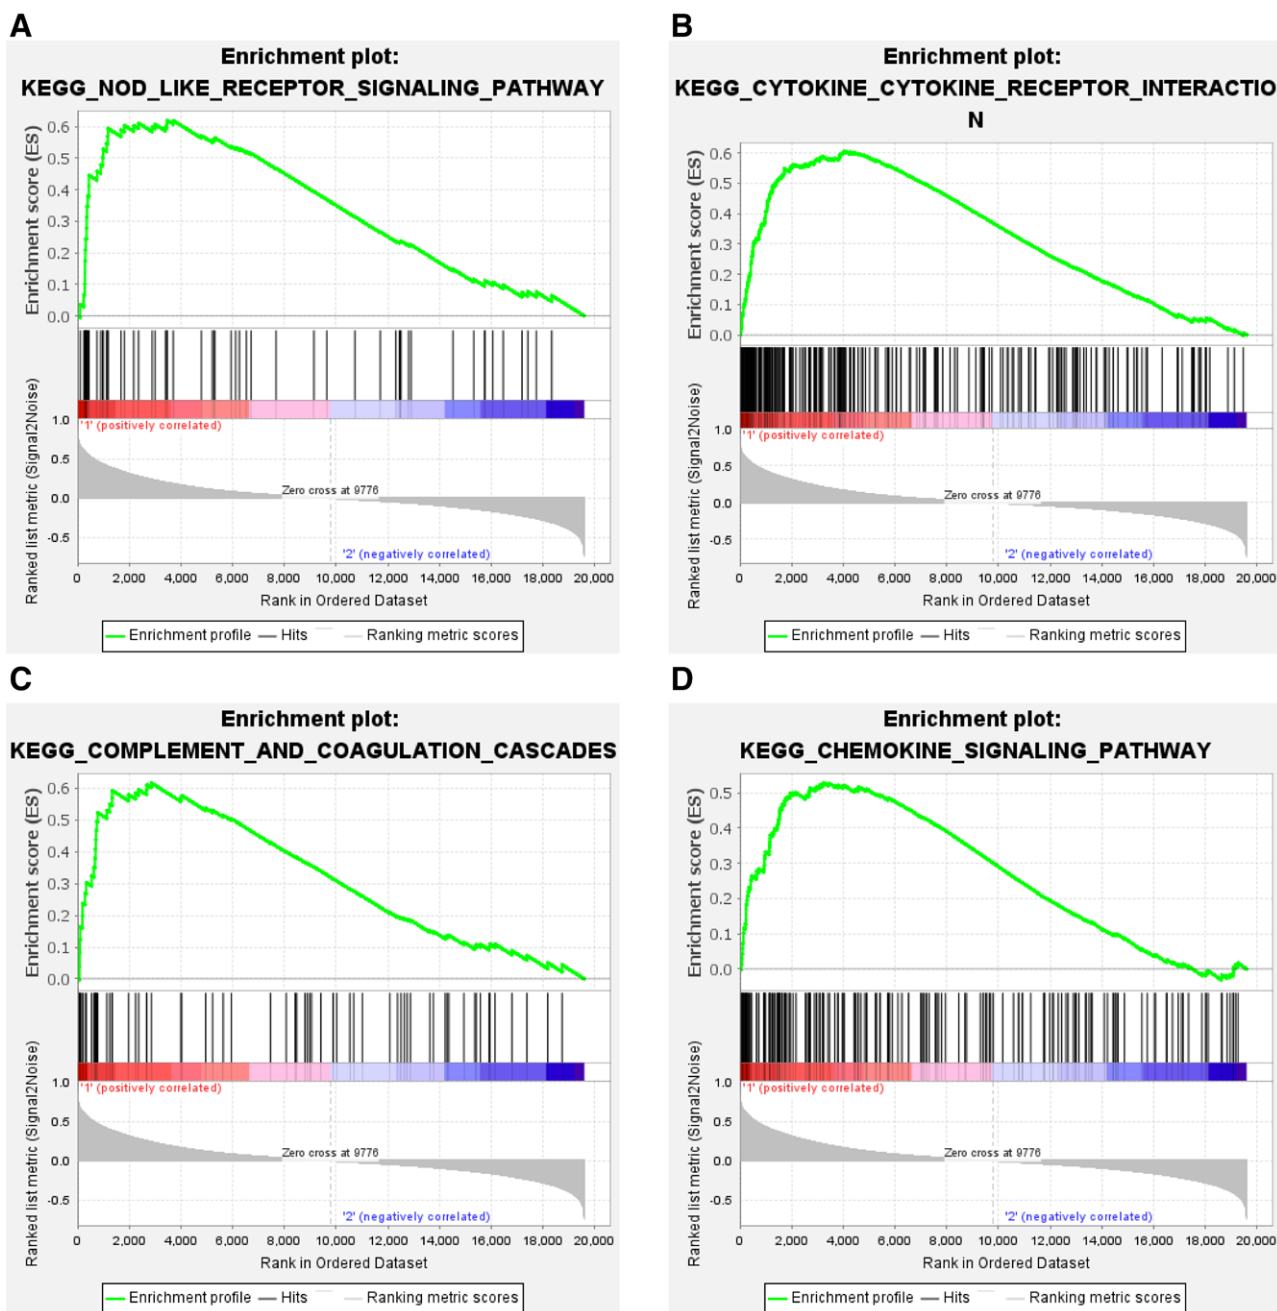 A
Enrichment plot:
KEGG_NOD_LIKE_RECEPTOR_SIGNALING_PATHWAY
Enrichment score (ES)
0.6
0.5
0.4
0.3
0.2
0.1
0.0
Ranked list metric (Signal2Noise)
1.0
'1' (positively correlated)
0.5
Zero cross at 9776
0.0
-0.5
'2' (negatively correlated)
0 2,000 4,000 6,000 8,000 10,000 12,000 14,000 16,000 18,000 20,000
Rank in Ordered Dataset
Enrichment profile Hits Ranking metric scores
B
Enrichment plot:
KEGG_CYTOKINE_CYTOKINE_RECEPTOR_INTERACTIO
N
Enrichment score (ES)
0.6
0.5
0.4
0.3
0.2
0.1
0.0
Ranked list metric (Signal2Noise)
1.0
'1' (positively correlated)
0.5
Zero cross at 9776
0.0
-0.5
'2' (negatively correlated)
0 2,000 4,000 6,000 8,000 10,000 12,000 14,000 16,000 18,000 20,000
Rank in Ordered Dataset
Enrichment profile Hits Ranking metric scores
C
Enrichment plot:
KEGG_COMPLEMENT_AND_COAGULATION_CASCADES
Enrichment score (ES)
0.6
0.5
0.4
0.3
0.2
0.1
0.0
Ranked list metric (Signal2Noise)
1.0
'1' (positively correlated)
0.5
Zero cross at 9776
0.0
-0.5
'2' (negatively correlated)
0 2,000 4,000 6,000 8,000 10,000 12,000 14,000 16,000 18,000 20,000
Rank in Ordered Dataset
Enrichment profile Hits Ranking metric scores
D
Enrichment plot:
KEGG_CHEMOKINE_SIGNALING_PATHWAY
Enrichment score (ES)
0.5
0.4
0.3
0.2
0.1
0.0
Ranked list metric (Signal2Noise)
1.0
'1' (positively correlated)
0.5
Zero cross at 9776
0.0
-0.5
'2' (negatively correlated)
0 2,000 4,000 6,000 8,000 10,000 12,000 14,000 16,000 18,000 20,000
Rank in Ordered Dataset
Enrichment profile Hits Ranking metric scores